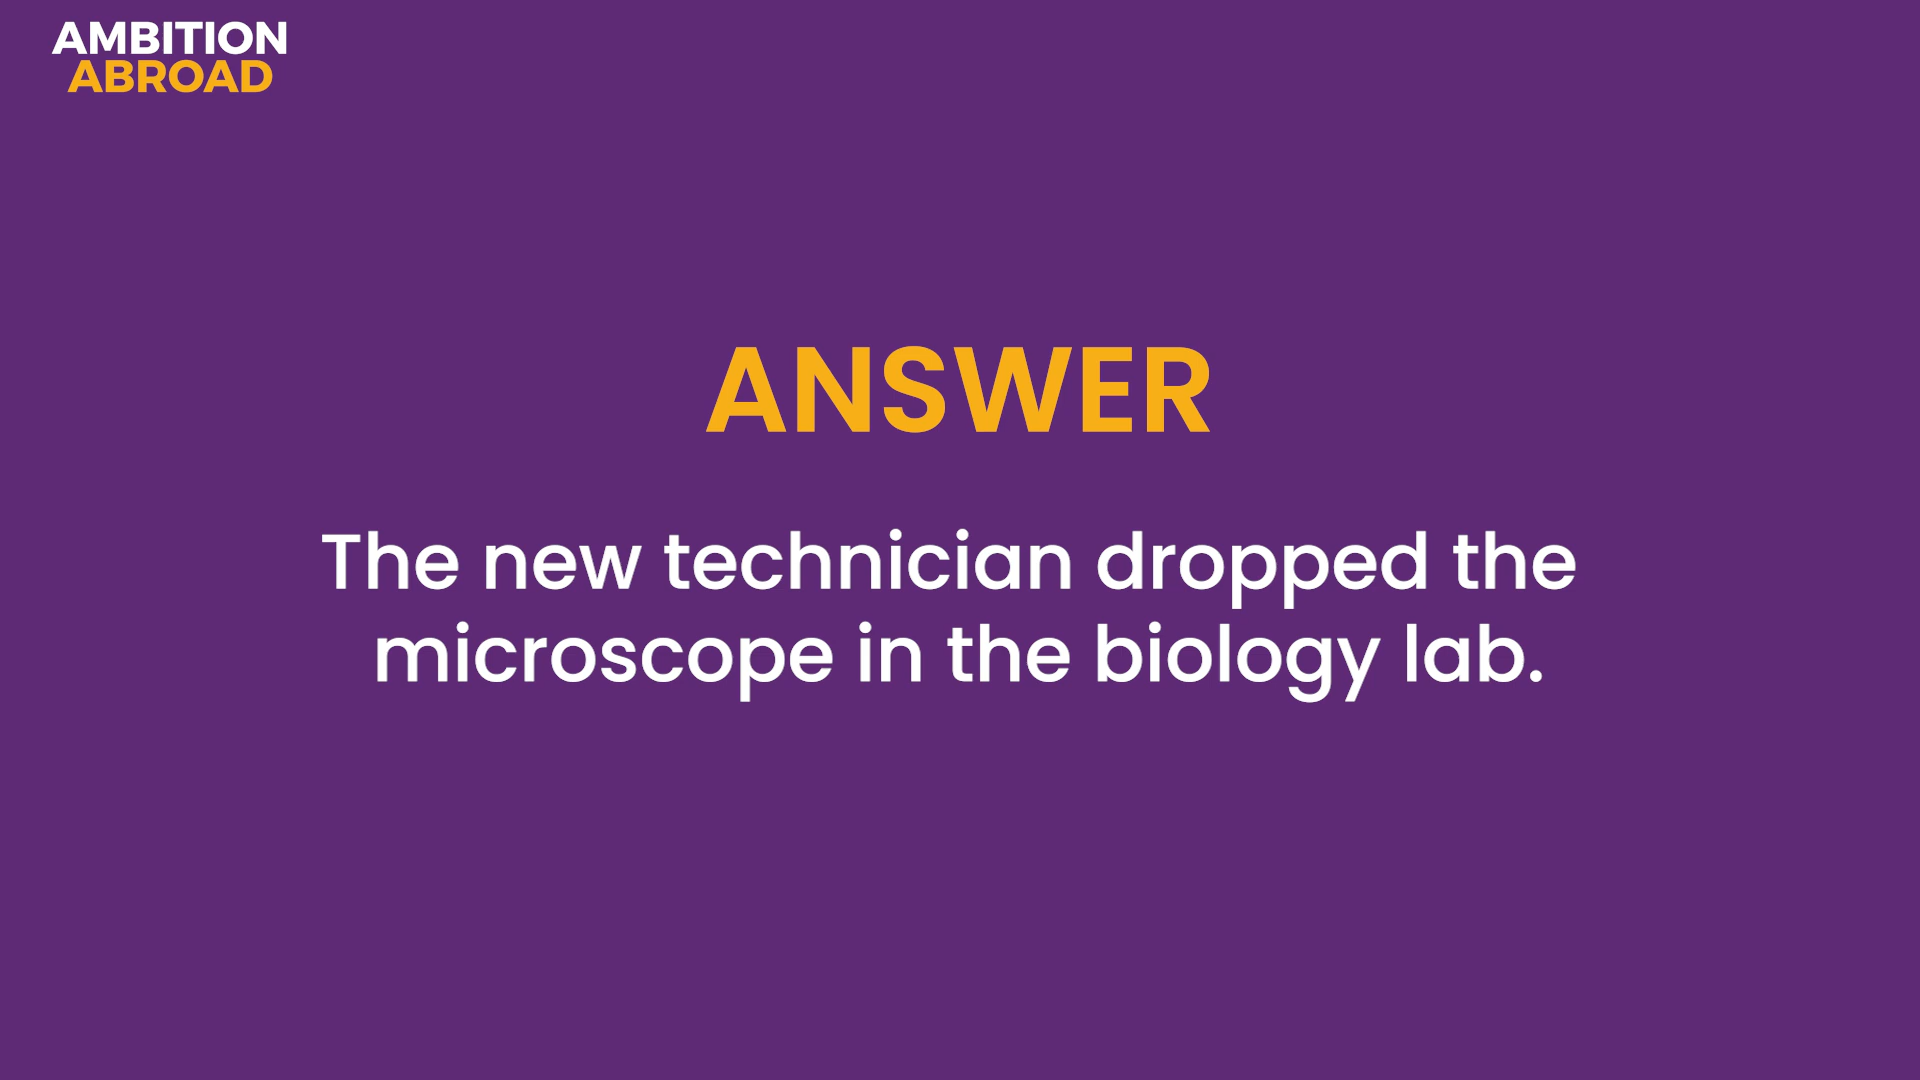 AMBITION
ABROAD
ANSWER
The new technician dropped the
microscope in the biology lab.